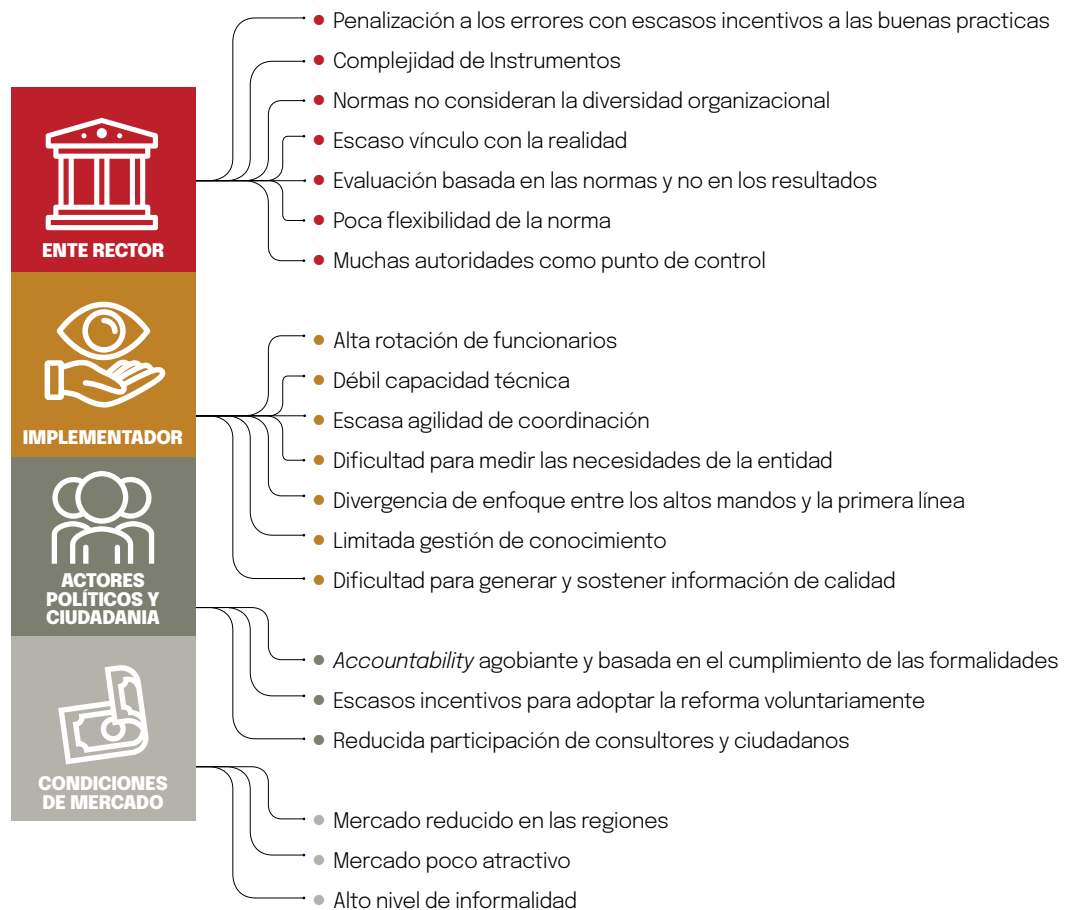 Penalización a los errores con escasos incentivos a las buenas practicas
Complejidad de Instrumentos
Normas no consideran la diversidad organizacional
Escaso vínculo con la realidad
Evaluación basada en las normas y no en los resultados
Poca flexibilidad de la norma
Muchas autoridades como punto de control
ENTE RECTOR
Alta rotación de funcionarios
Débil capacidad técnica
Escasa agilidad de coordinación
Dificultad para medir las necesidades de la entidad
Divergencia de enfoque entre los altos mandos y la primera línea
Limitada gestión de conocimiento
Dificultad para generar y sostener información de calidad
IMPLEMENTADOR
ACTORES
POLÍTICOS Y
CIUDADANIA
Accountability agobiante y basada en el cumplimiento de las formalidades
Escasos incentivos para adoptar la reforma voluntariamente
Reducida participación de consultores y ciudadanos
CONDICIONES
DE MERCADO
Mercado reducido en las regiones
Mercado poco atractivo
Alto nivel de informalidad